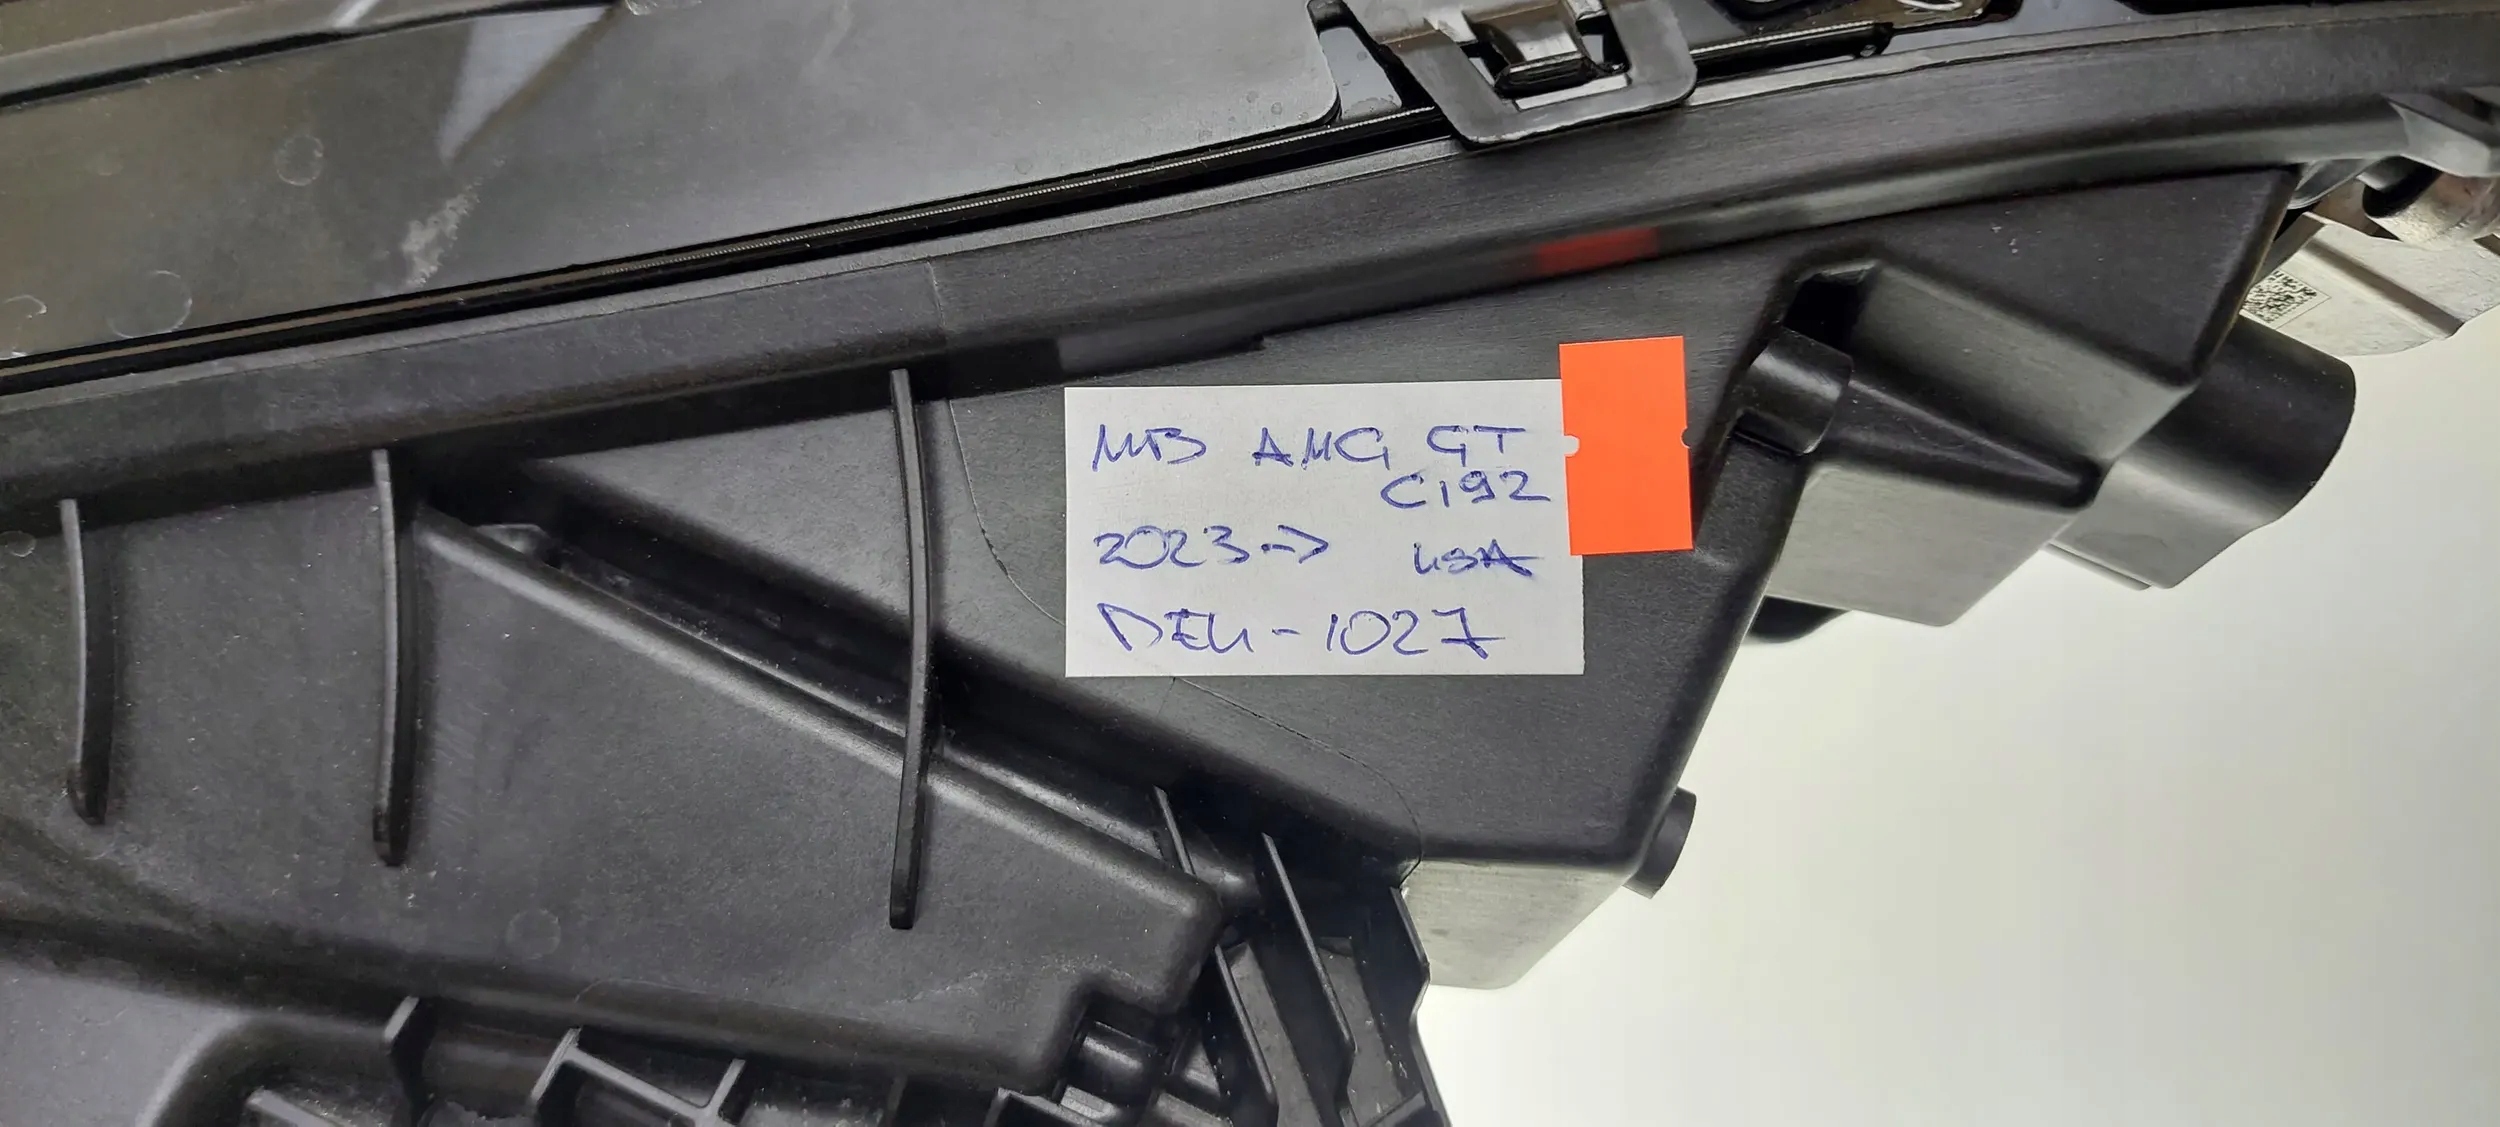 MB AMG GT
C192
2023-> USA
DEU-1027